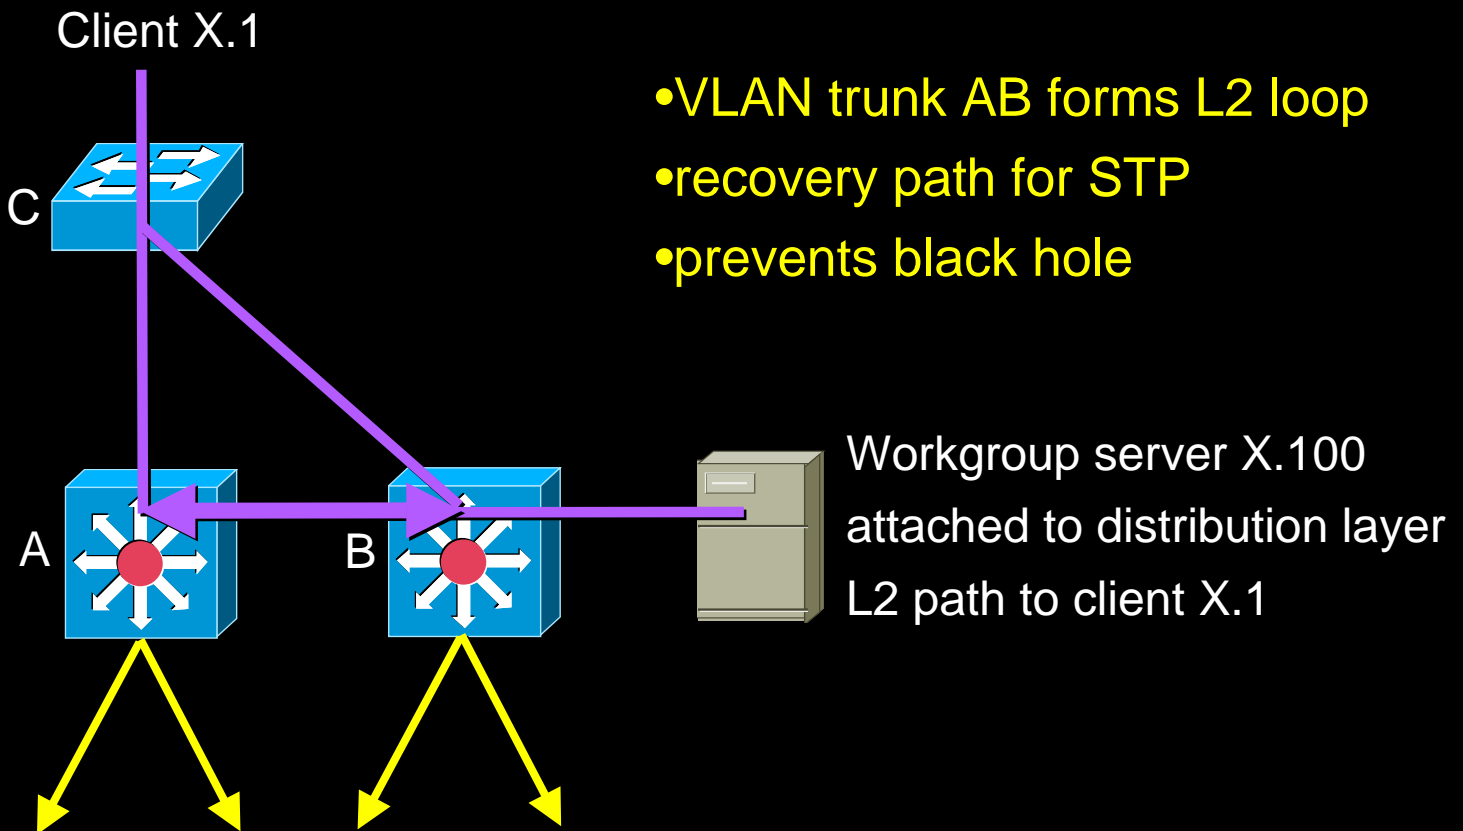 Client X.1
•VLAN trunk AB forms L2 loop
•recovery path for STP
•prevents black hole
C
A
B
Workgroup server X.100
attached to distribution layer
L2 path to client X.1